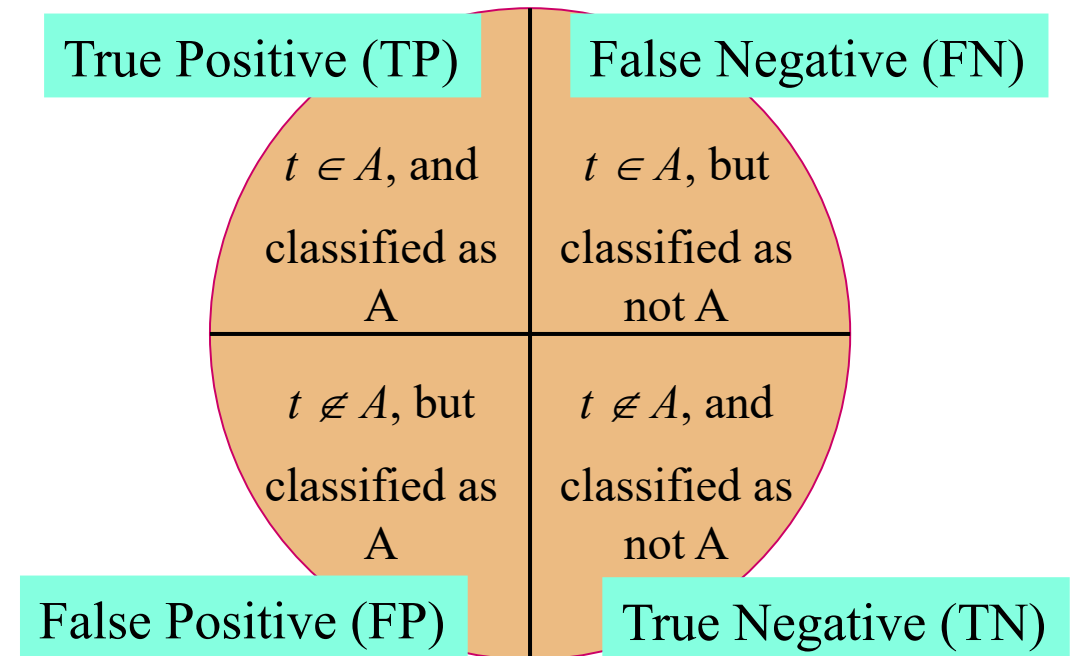 True Positive (TP)
False Negative (FN)
t ∈ A, and
classified as
A
t ∈ A, but
classified as
not A
t ∉ A, but
classified as
A
t ∉ A, and
classified as
not A
False Positive (FP)
True Negative (TN)